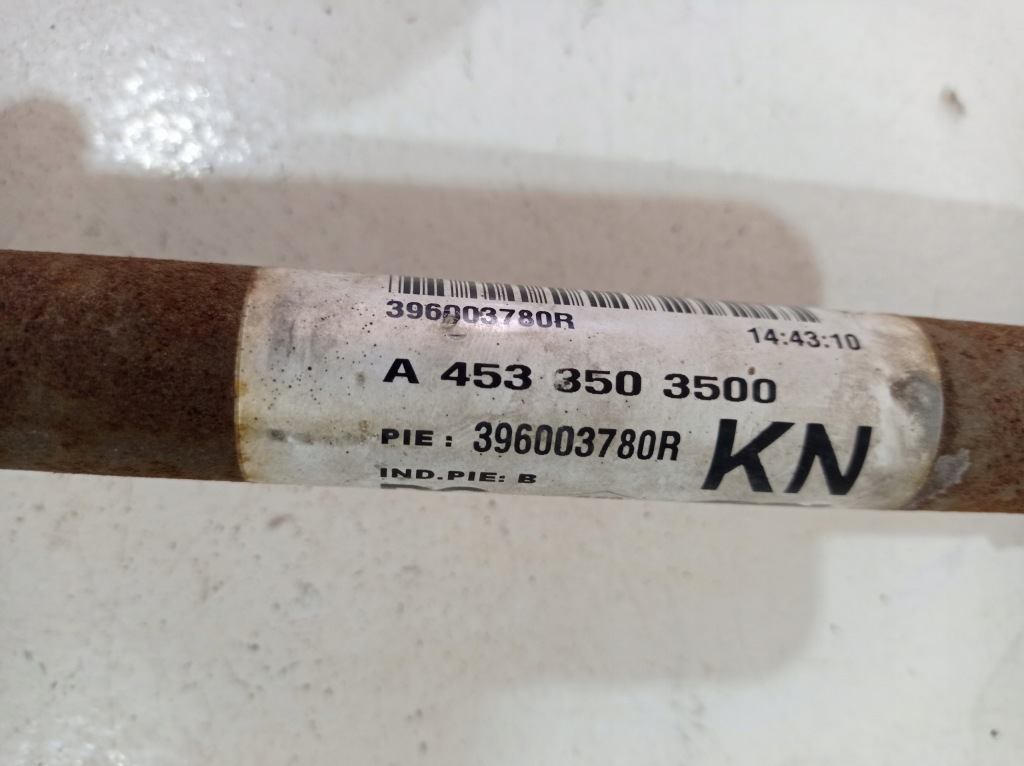 396003780R
14:43:10
A 453 350 3500
PIE: 396003780R KN
IND.PIE: B